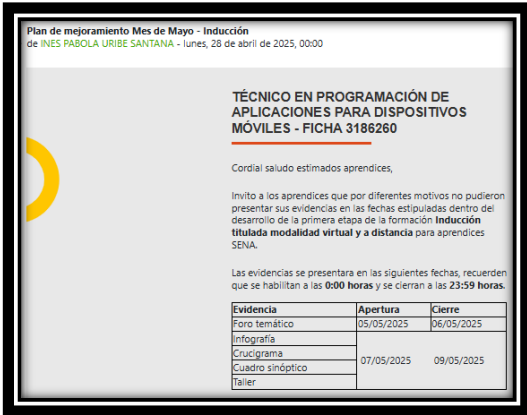 Plan de mejoramiento Mes de Mayo - Inducción
de INES PABOLA URIBE SANTANA - lunes, 28 de abril de 2025, 00:00
TÉCNICO EN PROGRAMACIÓN DE
APLICACIONES PARA DISPOSITIVOS
MÓVILES - FICHA 3186260
Cordial saludo estimados aprendices,
Invito a los aprendices que por diferentes motivos no pudieron
presentar sus evidencias en las fechas estipuladas dentro del
desarrollo de la primera etapa de la formación Inducción
titulada modalidad virtual y a distancia para aprendices
SENA.
Las evidencias se presentara en las siguientes fechas, recuerden
que se habilitan a las 0:00 horas y se cierran a las 23:59 horas.
Evidencia Apertura Cierre
Foro temático 05/05/2025 06/05/2025
Infografía
Crucigrama
07/05/2025 09/05/2025
Cuadro sinóptico
Taller